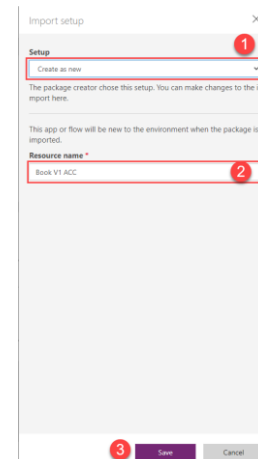 Import setup
Setup
1
Create as new
The package creator chose this setup. You can make changes to the i
mport here.
This app or flow will be new to the environment when the package is
imported.
Resource name *
2
Book V1 ACC
3
Save
Cancel